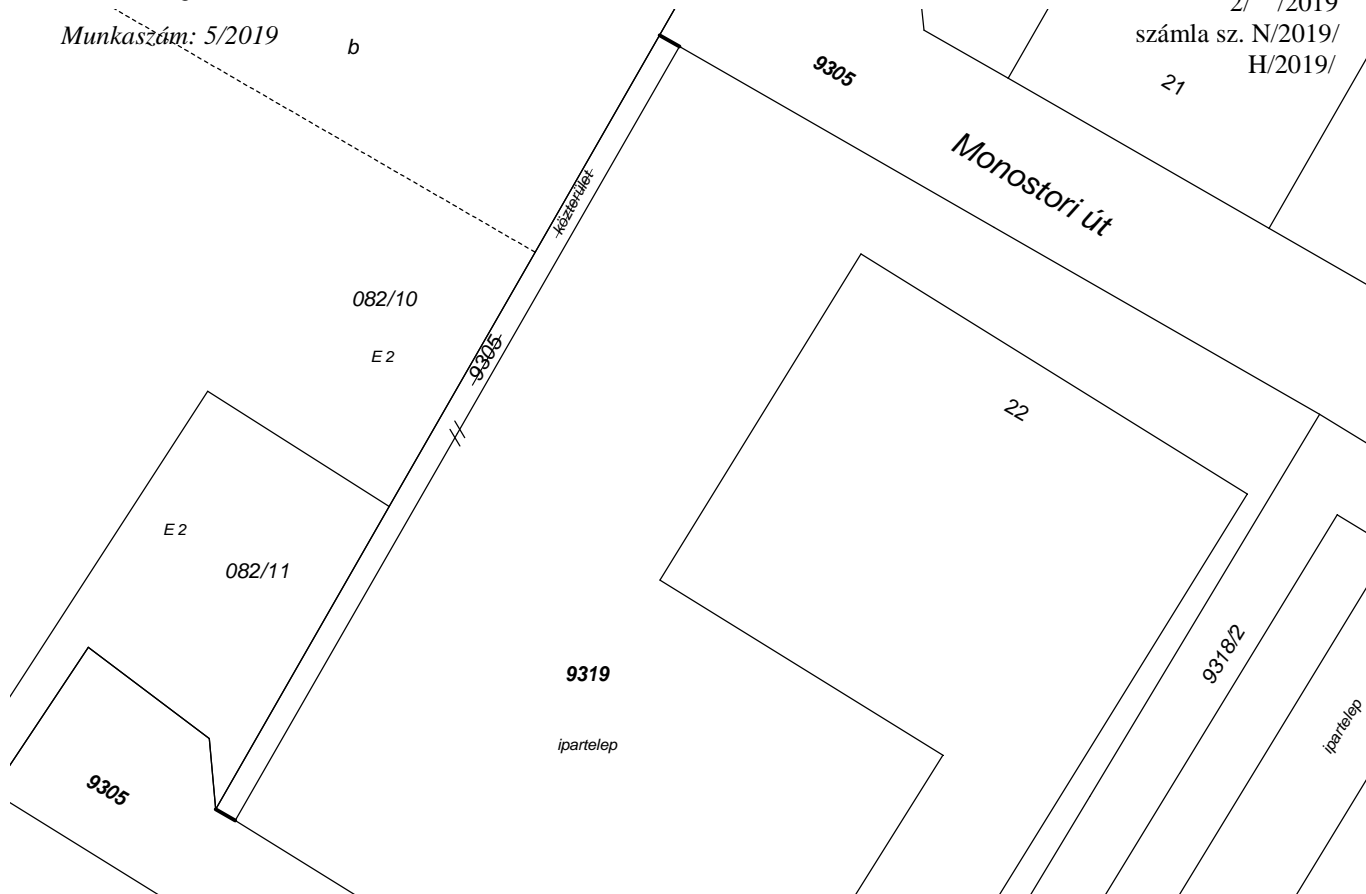 2/ /2019
Munkaszám: 5/2019
számla sz. N/2019/
H/2019/
b
9305
21
Monostori út
közterület
082/10
9305
E 2
22
E 2
082/11
9318/2
9319
ipartelep
ipartelep
9305